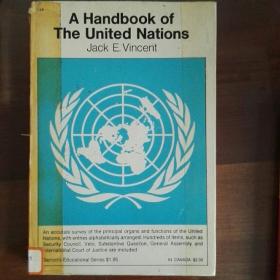 A Handbook of
The United Nations
Jack E. Vincent
An accurate survey of the principal organs and functions of the United
Nations, with entries alphabetically arranged. Hundreds of items, such as
Security Council, Veto, Substantive Question, General Assembly and
International Court of Justice are included
Barron's Educational Series $1.95
IN CANADA $2.50